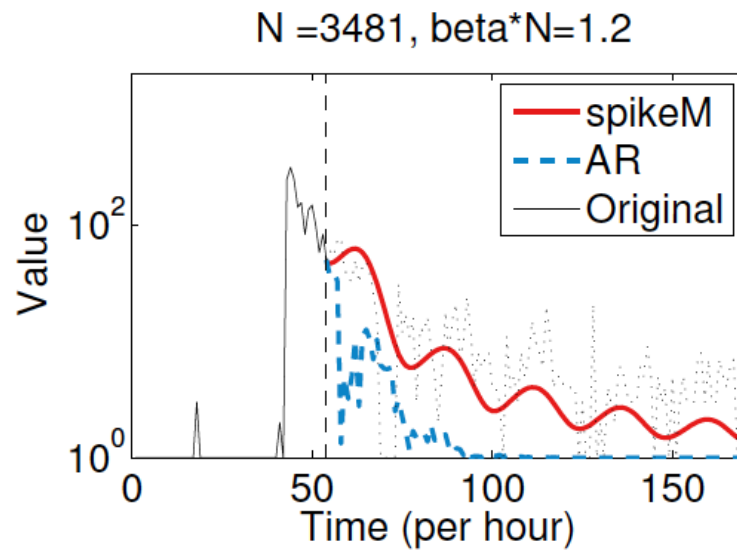 N =3481, beta*N=1.2
spikeM
AR
Original
Value
10^2
10^0
0
50
100
150
Time (per hour)